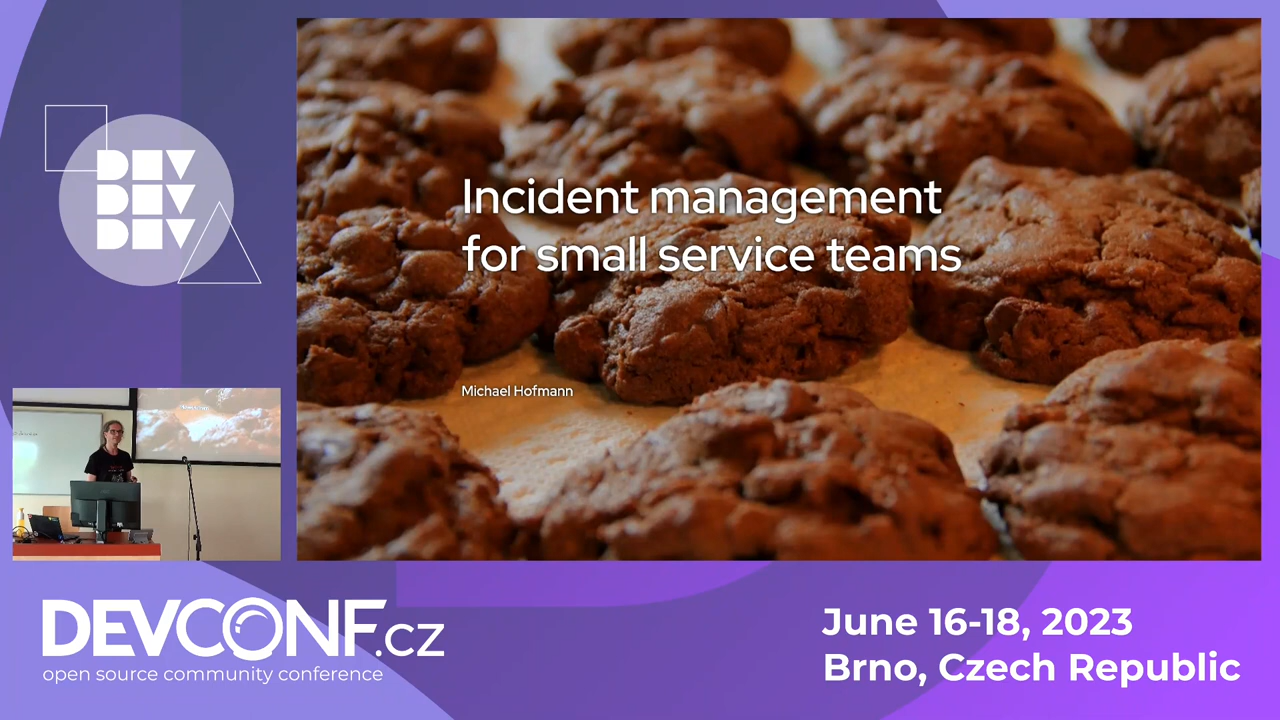 DEV
DEV
DEV
Incident management
for small service teams
Michael Hofmann
DEVCONF.cz
open source community conference
June 16-18, 2023
Brno, Czech Republic